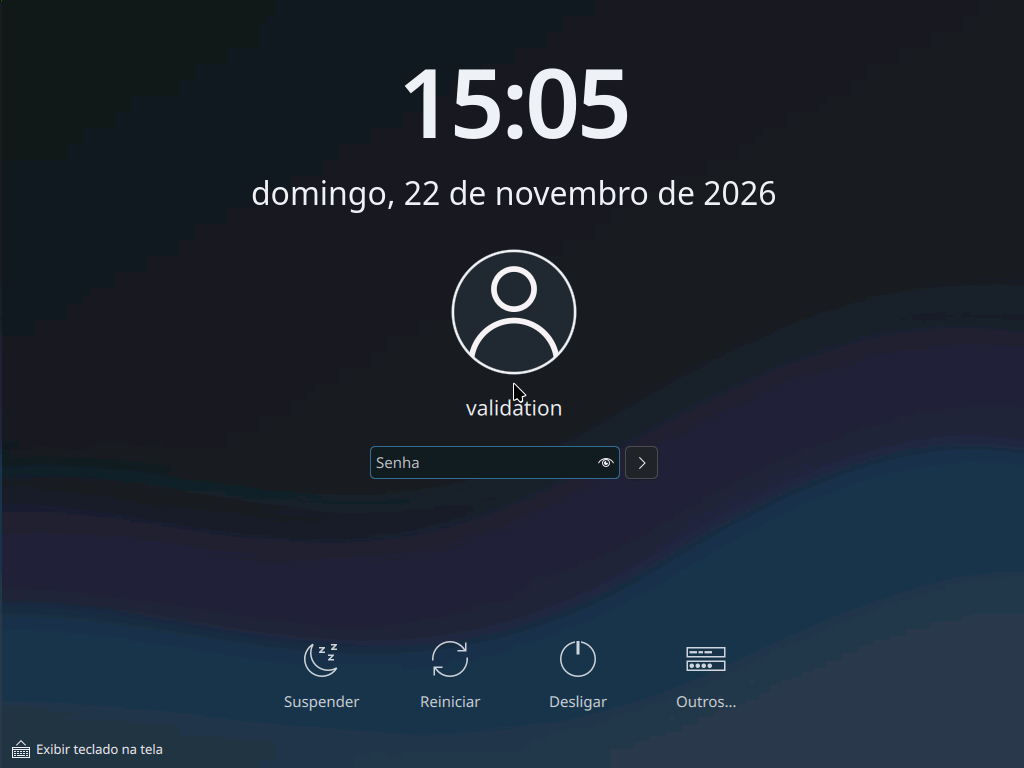 15:05
domingo, 22 de novembro de 2026
validation
Senha
Suspender
Reiniciar
Desligar
Outros...
Exibir teclado na tela